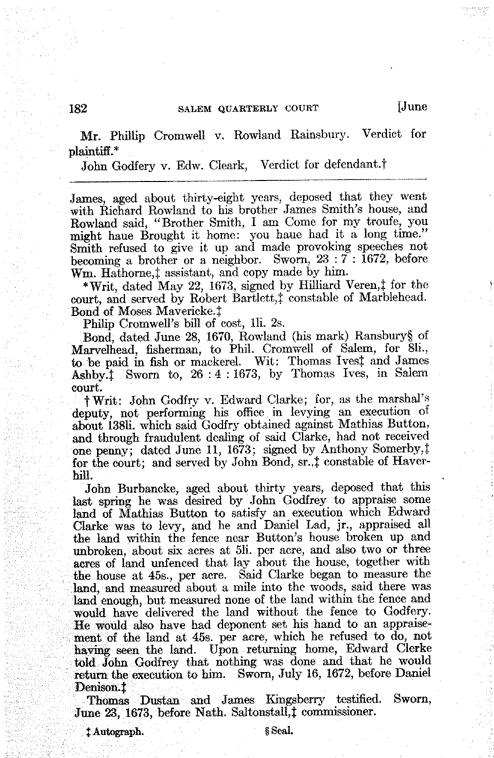 182 SALEM QUARTERLY COURT [June
Mr. Phillip Cromwell v. Rowland Rainsbury. Verdict for
plaintiff.*
John Godfery v. Edw. Cleark, Verdict for defendant.†
James, aged about thirty-eight years, deposed that they went
with Richard Rowland to his brother James Smith's house, and
Rowland said, "Brother Smith, I am Come for my troufe, you
might haue Brought it home: you haue had it a long time."
Smith refused to give it up and made provoking speeches not
becoming a brother or a neighbor. Sworn, 23 : 7 : 1672, before
Wm. Hathorne,‡ assistant, and copy made by him.
*Writ, dated May 22, 1673, signed by Hilliard Veren,‡ for the
court, and served by Robert Bartlett,‡ constable of Marblehead.
Bond of Moses Mavericke.‡
Philip Cromwell's bill of cost, 1li. 2s.
Bond, dated June 28, 1670, Rowland (his mark) Ransbury§ of
Marvelhead, fisherman, to Phil. Cromwell of Salem, for 8li.,
to be paid in fish or mackerel. Wit: Thomas Ives‡ and James
Ashby.‡ Sworn to, 26 : 4 : 1673, by Thomas Ives, in Salem
court.
† Writ: John Godfry v. Edward Clarke; for, as the marshal's
deputy, not performing his office in levying an execution of
about 138li. which said Godfry obtained against Mathias Button,
and through fraudulent dealing of said Clarke, had not received
one penny; dated June 11, 1673; signed by Anthony Somerby,‡
for the court; and served by John Bond, sr.,‡ constable of Haver-
hill.
John Burbancke, aged about thirty years, deposed that this
last spring he was desired by John Godfrey to appraise some
land of Mathias Button to satisfy an execution which Edward
Clarke was to levy, and he and Daniel Lad, jr., appraised all
the land within the fence near Button's house broken up and
unbroken, about six acres at 5li. per acre, and also two or three
acres of land unfenced that lay about the house, together with
the house at 45s., per acre. Said Clarke began to measure the
land, and measured about a mile into the woods, said there was
land enough, but measured none of the land within the fence and
would have delivered the land without the fence to Godfery.
He would also have had deponent set his hand to an appraise-
ment of the land at 45s. per acre, which he refused to do, not
having seen the land. Upon returning home, Edward Clerke
told John Godfrey that nothing was done and that he would
return the execution to him. Sworn, July 16, 1672, before Daniel
Denison.‡
Thomas Dustan and James Kingsberry testified. Sworn,
June 23, 1673, before Nath. Saltonstall,‡ commissioner.
‡ Autograph. § Seal.